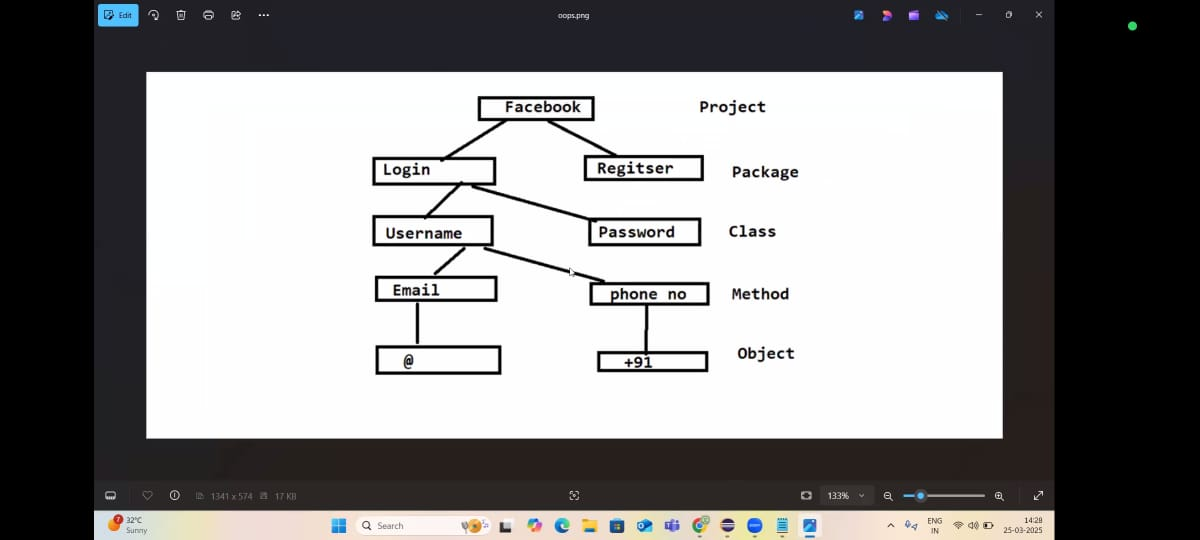 Edit
oops.png
Facebook Project
Login Regitser Package
Username Password Class
Email phone no Method
@ +91 Object
1341 x 574 17 KB 133%
7 32°C
Sunny
Search
ENG
IN
14:28
25-03-2025